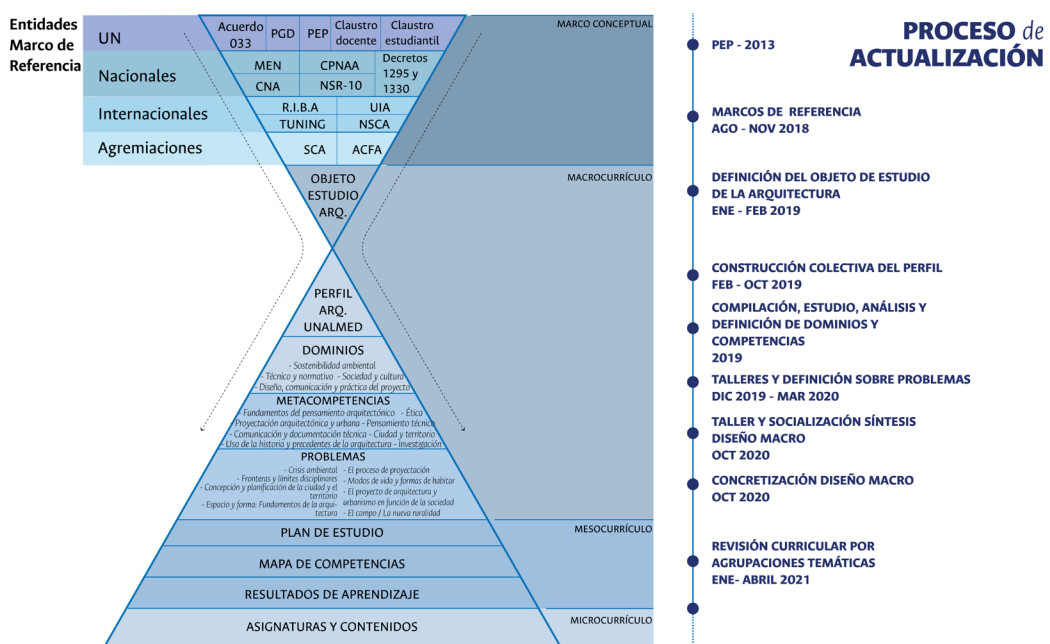 Entidades
Marco de
Referencia
UN
Acuerdo
033
PGD
PEP
Claustro
docente
Claustro
estudiantil
Nacionales
MEN
CPNAA
Decretos
1295 y
1330
CNA
NSR-10
Internacionales
R.I.B.A
UIA
TUNING
NSCA
Agremiaciones
SCA
ACFA
MARCO CONCEPTUAL
OBJETO
ESTUDIO
ARQ.
MACROCURRÍCULO
PERFIL
ARQ.
UNALMED
DOMINIOS
- Sostenibilidad ambiental
- Técnico y normativo - Sociedad y cultura
- Diseño, comunicación y práctica del proyecto
METACOMPETENCIAS
- Fundamentos del pensamiento arquitectónico - Ética
- Proyectación arquitectónica y urbana - Pensamiento técnico
- Comunicación y documentación técnica - Ciudad y territorio
- Uso de la historia y precedentes de la arquitectura - Investigación
PROBLEMAS
- Crisis ambiental
- Fronteras y límites disciplinares
- Concepción y planificación de la ciudad y el
territorio
- Espacio y forma: Fundamentos de la arqui-
tectura
- El proceso de proyectación
- Modos de vida y formas de habitar
- El proyecto de arquitectura y
urbanismo en función de la sociedad
- El campo / La nueva ruralidad
PLAN DE ESTUDIO
MESOCURRÍCULO
MAPA DE COMPETENCIAS
RESULTADOS DE APRENDIZAJE
ASIGNATURAS Y CONTENIDOS
MICROCURRÍCULO
PROCESO de
ACTUALIZACIÓN
PEP - 2013
MARCOS DE REFERENCIA
AGO - NOV 2018
DEFINICIÓN DEL OBJETO DE ESTUDIO
DE LA ARQUITECTURA
ENE - FEB 2019
CONSTRUCCIÓN COLECTIVA DEL PERFIL
FEB - OCT 2019
COMPILACIÓN, ESTUDIO, ANÁLISIS Y
DEFINICIÓN DE DOMINIOS Y
COMPETENCIAS
2019
TALLERES Y DEFINICIÓN SOBRE PROBLEMAS
DIC 2019 - MAR 2020
TALLER Y SOCIALIZACIÓN SÍNTESIS
DISEÑO MACRO
OCT 2020
CONCRETIZACIÓN DISEÑO MACRO
OCT 2020
REVISIÓN CURRICULAR POR
AGRUPACIONES TEMÁTICAS
ENE- ABRIL 2021